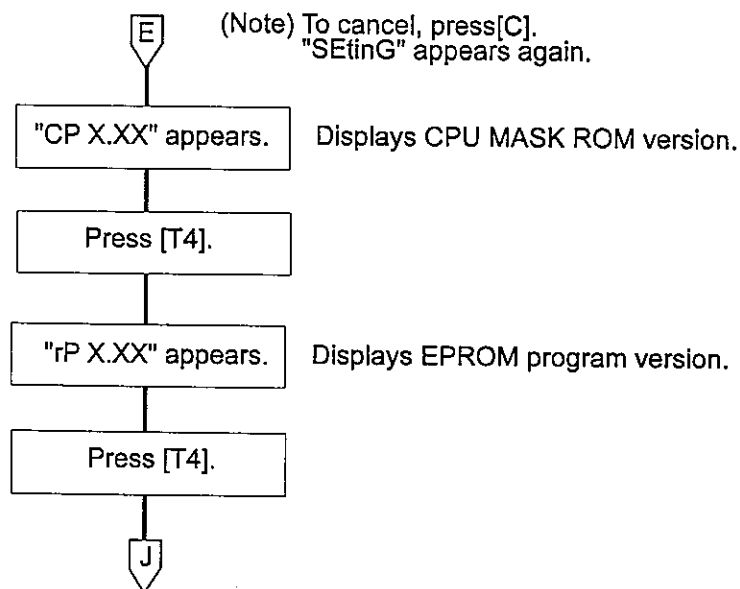 E
(Note) To cancel, press[C].
"SEtinG" appears again.
"CP X.XX" appears.
Displays CPU MASK ROM version.
Press [T4].
"rP X.XX" appears.
Displays EPROM program version.
Press [T4].
J